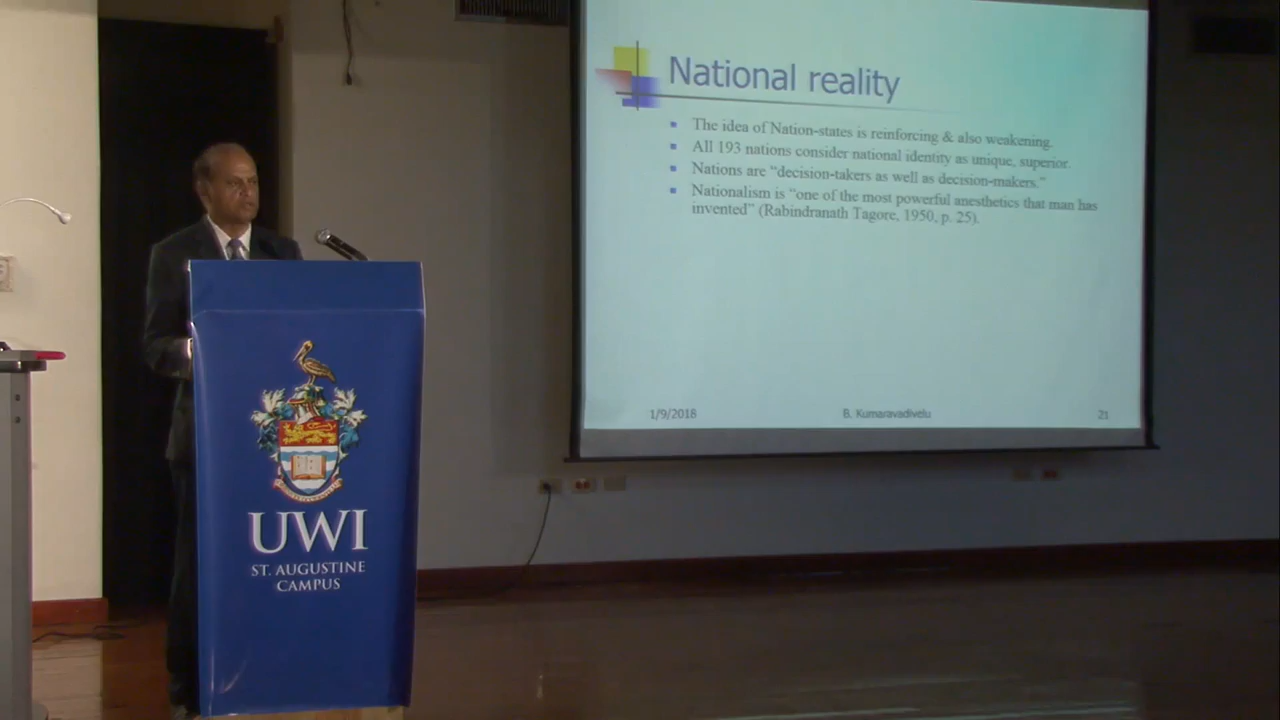 National reality
The idea of Nation-states is reinforcing & also weakening.
All 193 nations consider national identity as unique, superior.
Nations are “decision-takers as well as decision-makers.”
Nationalism is “one of the most powerful anesthetics that man has
invented” (Rabindranath Tagore, 1950, p. 25).
1/9/2018
B. Kumaravadivelu
21
UWI
ST. AUGUSTINE
CAMPUS